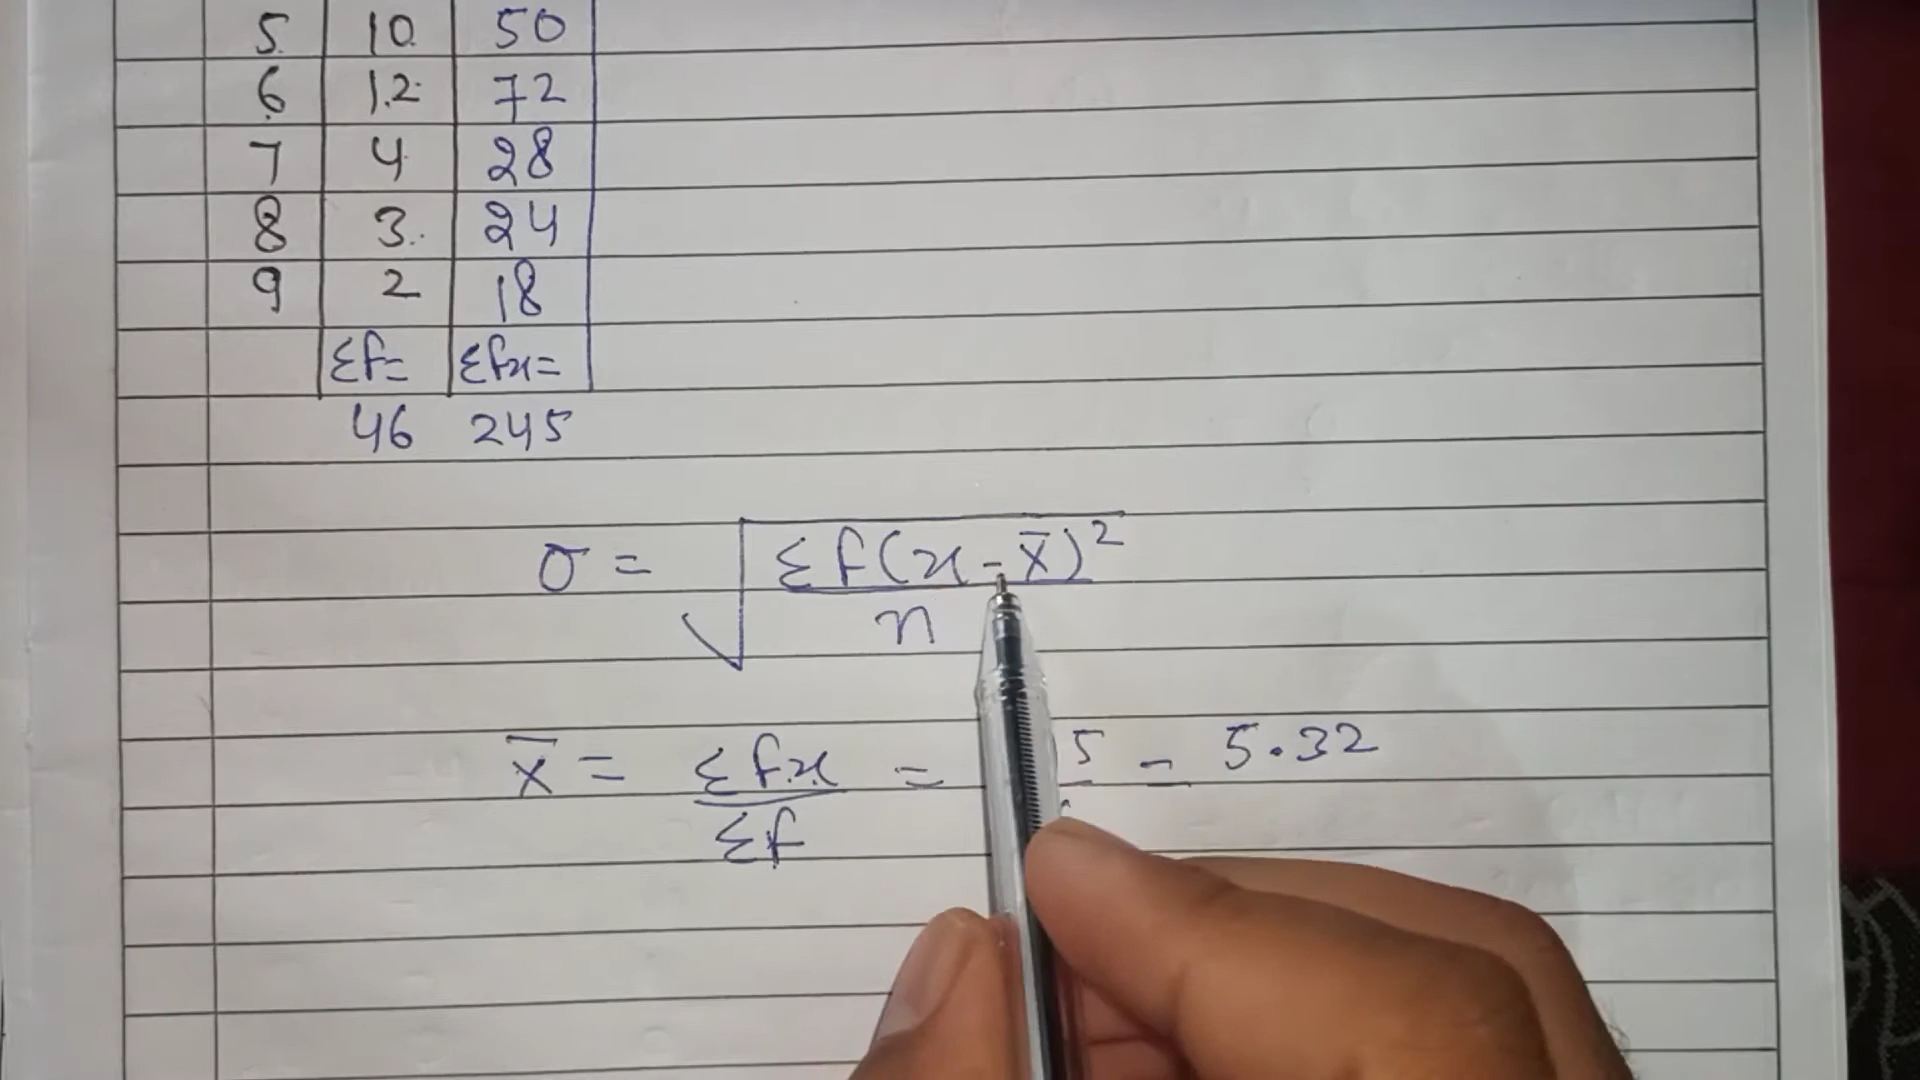 5 10 50
6 12 72
7 4 28
8 3 24
9 2 18
Σf= Σfx=
46 245
σ = √ Σf(x-x̄)²
n
x̄ = Σfx = 5 - 5.32
Σf